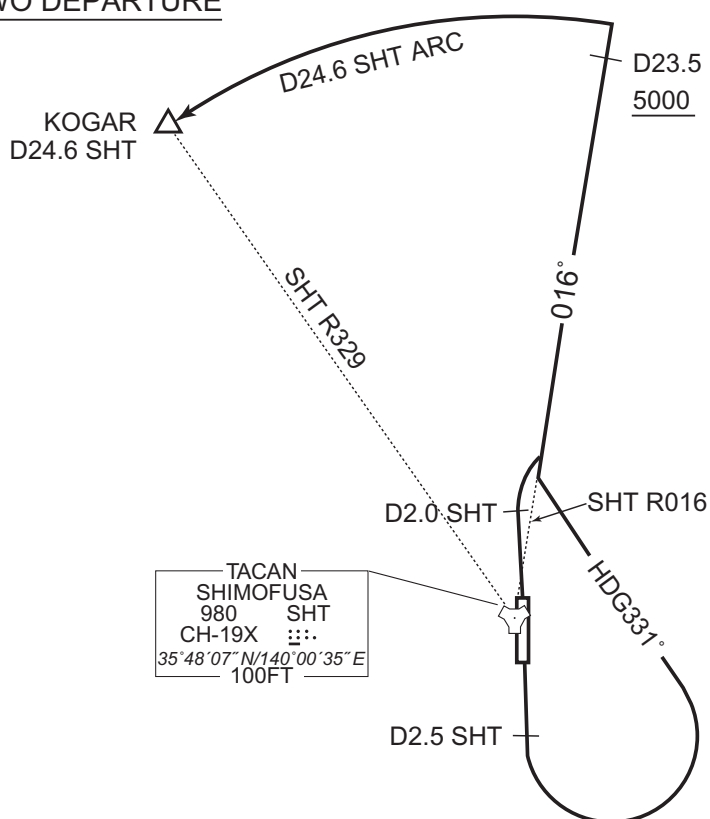 WO DEPARTURE
D24.6 SHT ARC
D23.5
5000
KOGAR
D24.6 SHT
SHT R329
016°
D2.0 SHT
SHT R016
HDG331°
TACAN
SHIMOFUSA
980 SHT
CH-19X
35°48´07˝N/140°00´35˝E
100FT
D2.5 SHT